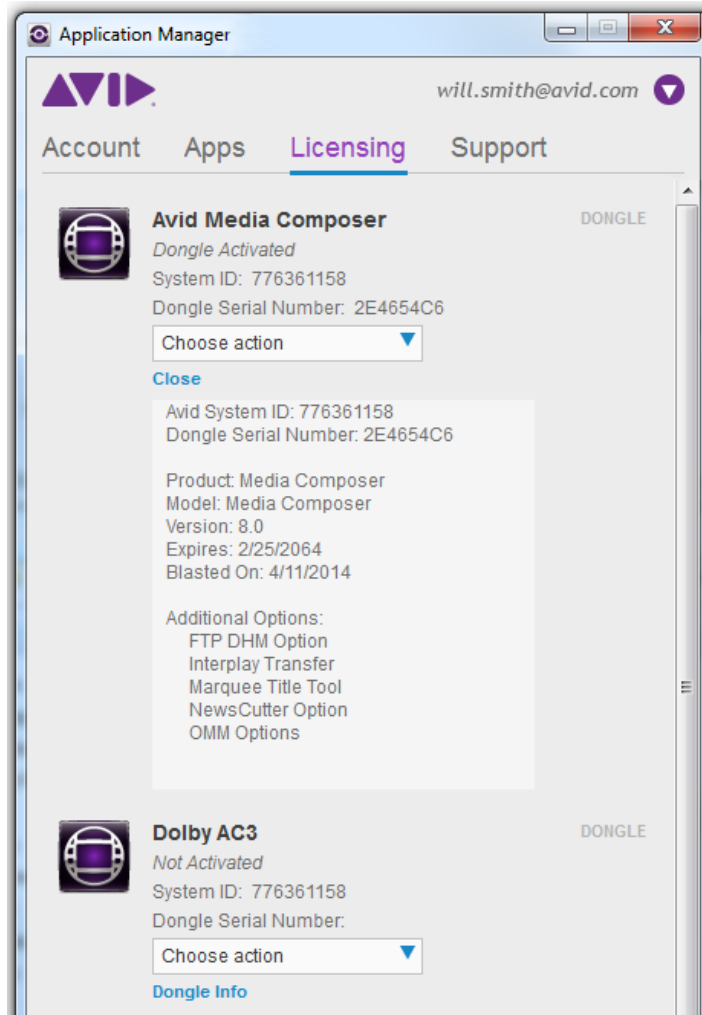 Application Manager
AVID
will.smith@avid.com
Account Apps Licensing Support
Avid Media Composer DONGLE
Dongle Activated
System ID: 776361158
Dongle Serial Number: 2E4654C6
Choose action
Close
Avid System ID: 776361158
Dongle Serial Number: 2E4654C6
Product: Media Composer
Model: Media Composer
Version: 8.0
Expires: 2/25/2064
Blasted On: 4/11/2014
Additional Options:
FTP DHM Option
Interplay Transfer
Marquee Title Tool
NewsCutter Option
OMM Options
Dolby AC3 DONGLE
Not Activated
System ID: 776361158
Dongle Serial Number:
Choose action
Dongle Info